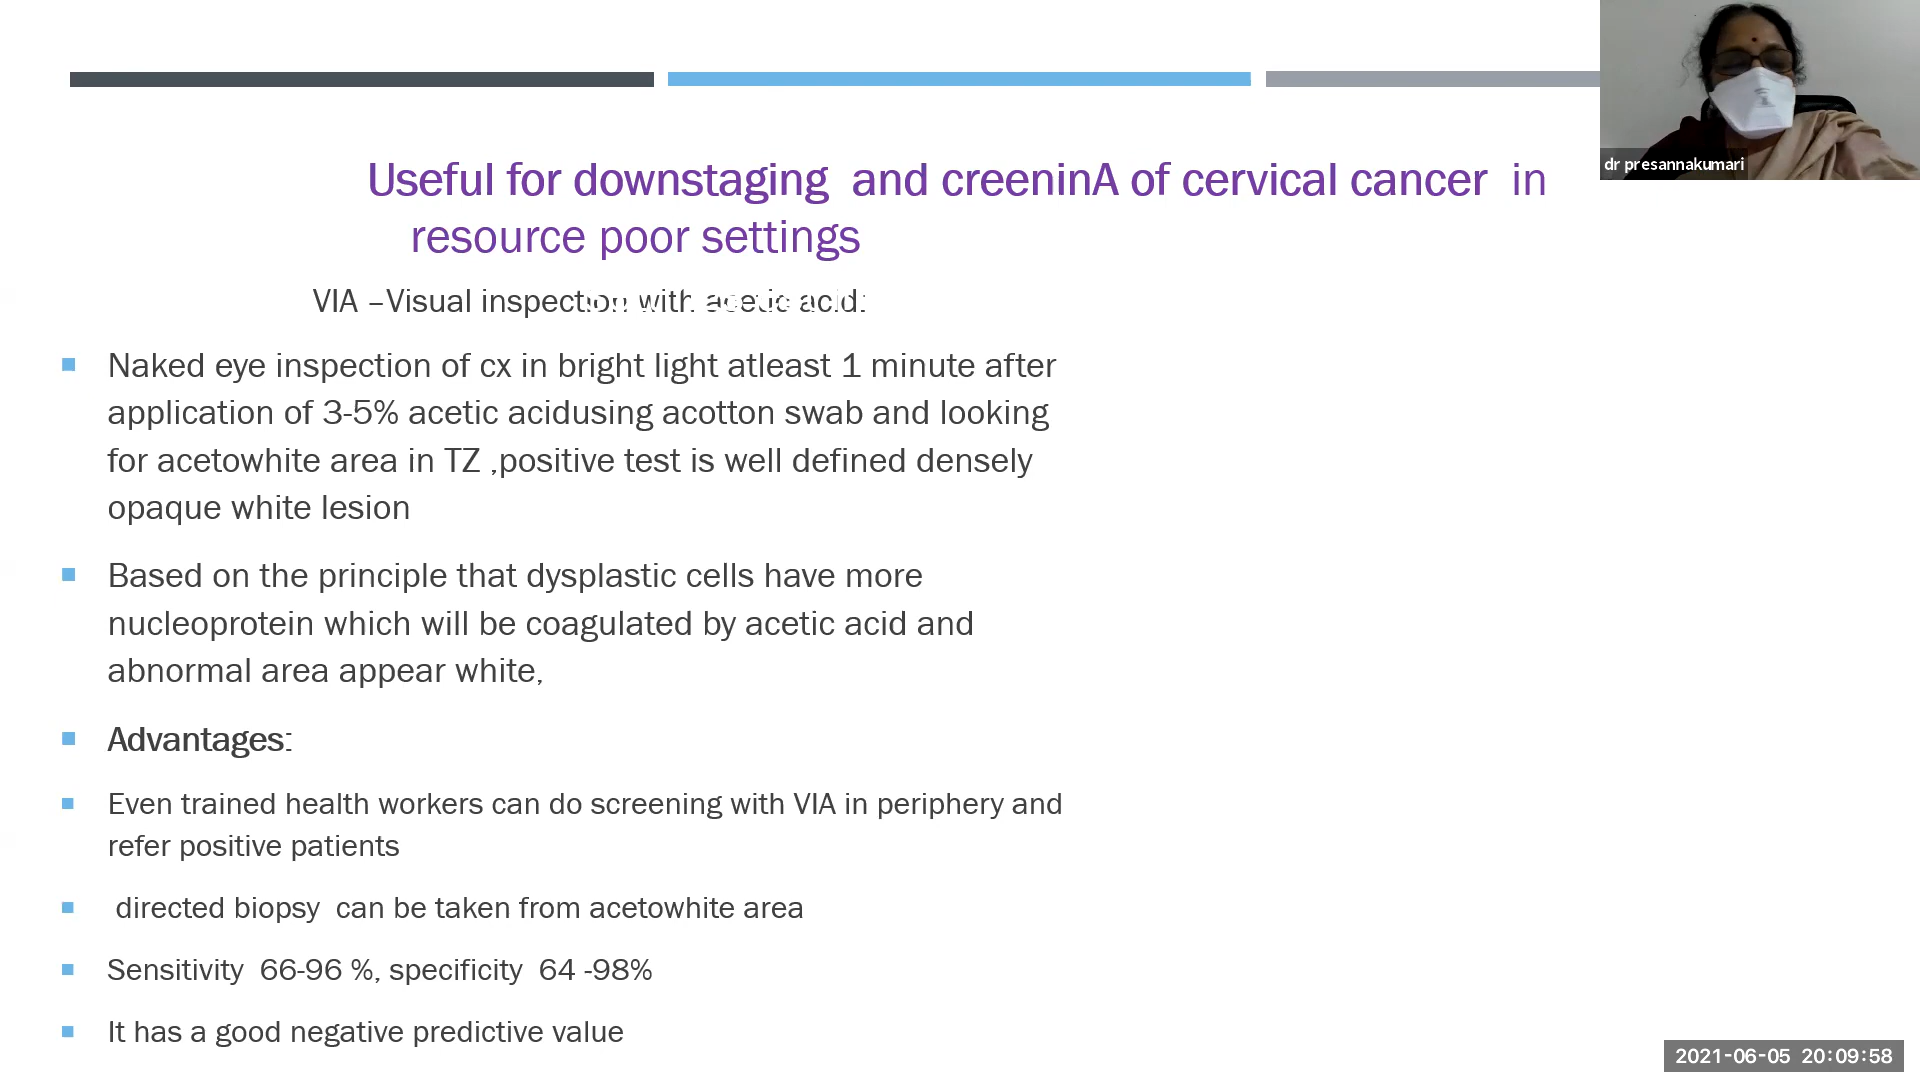 Useful for downstaging and creeninA of cervical cancer in
resource poor settings
VIA –Visual inspection with acetic acid:
Naked eye inspection of cx in bright light atleast 1 minute after
application of 3-5% acetic acidusing acotton swab and looking
for acetowhite area in TZ ,positive test is well defined densely
opaque white lesion
Based on the principle that dysplastic cells have more
nucleoprotein which will be coagulated by acetic acid and
abnormal area appear white,
Advantages:
Even trained health workers can do screening with VIA in periphery and
refer positive patients
directed biopsy can be taken from acetowhite area
Sensitivity 66-96 %, specificity 64 -98%
It has a good negative predictive value
dr presannakumari
2021-06-05 20:09:58